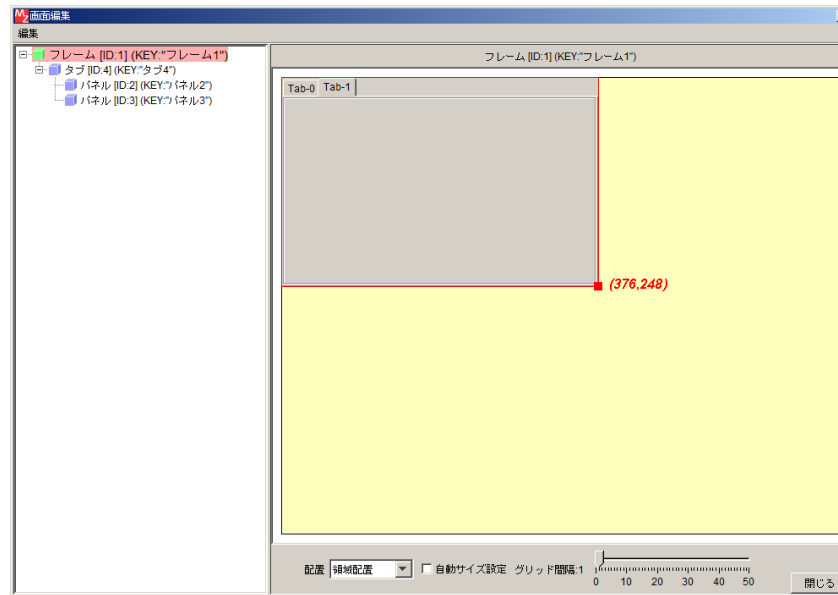 MZ画面編集
編集
フレーム [ID:1] (KEY:"フレーム1")
タブ [ID:4] (KEY:"タブ4")
パネル [ID:2] (KEY:"パネル2")
パネル [ID:3] (KEY:"パネル3")
フレーム [ID:1] (KEY:"フレーム1")
Tab-0 Tab-1
(376,248)
配置 領域配置 自動サイズ設定 グリッド間隔:1
0 10 20 30 40 50
閉じる